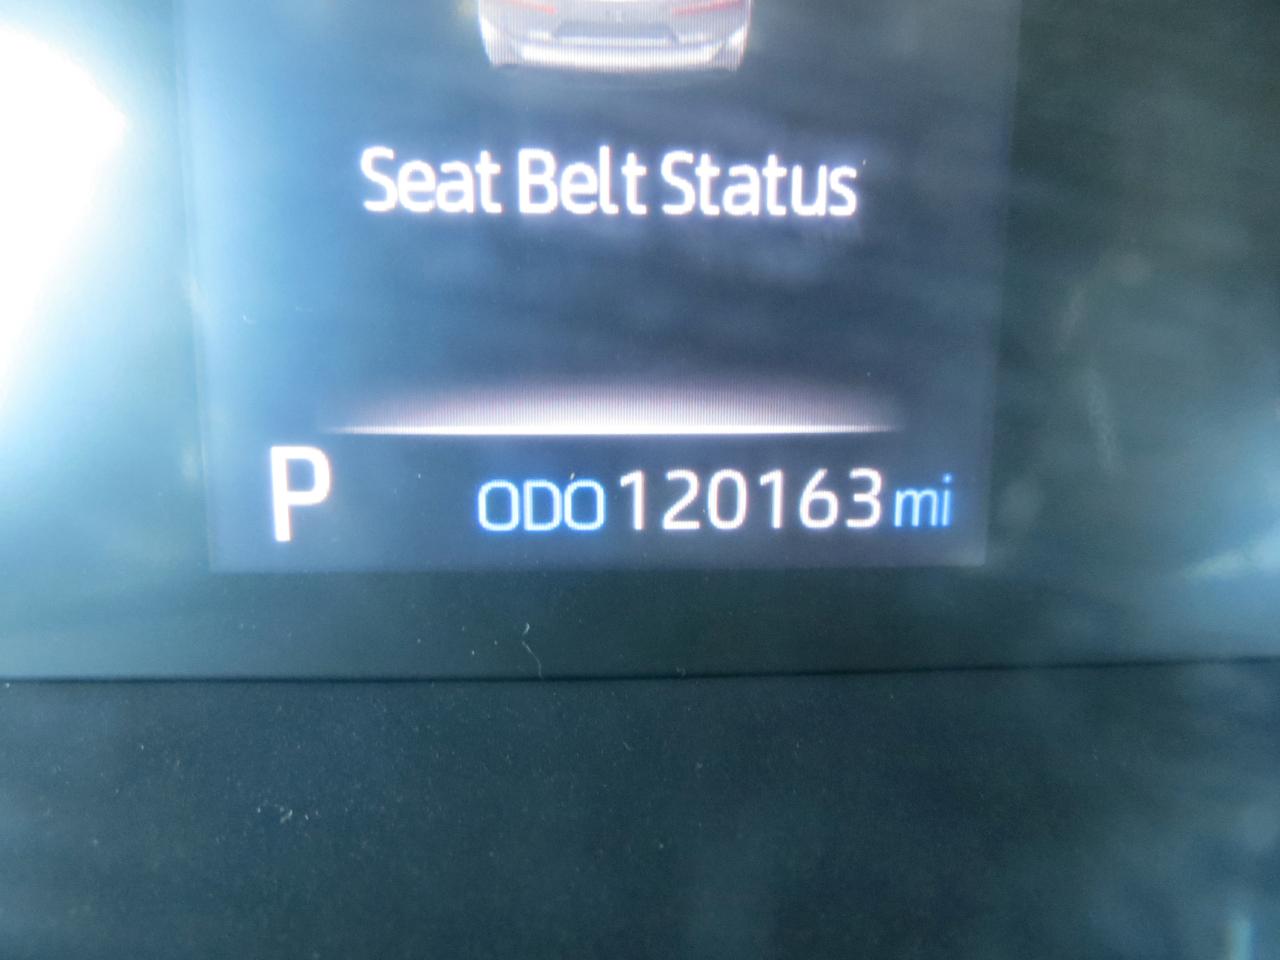 Seat Belt Status
P ODO 120163 mi